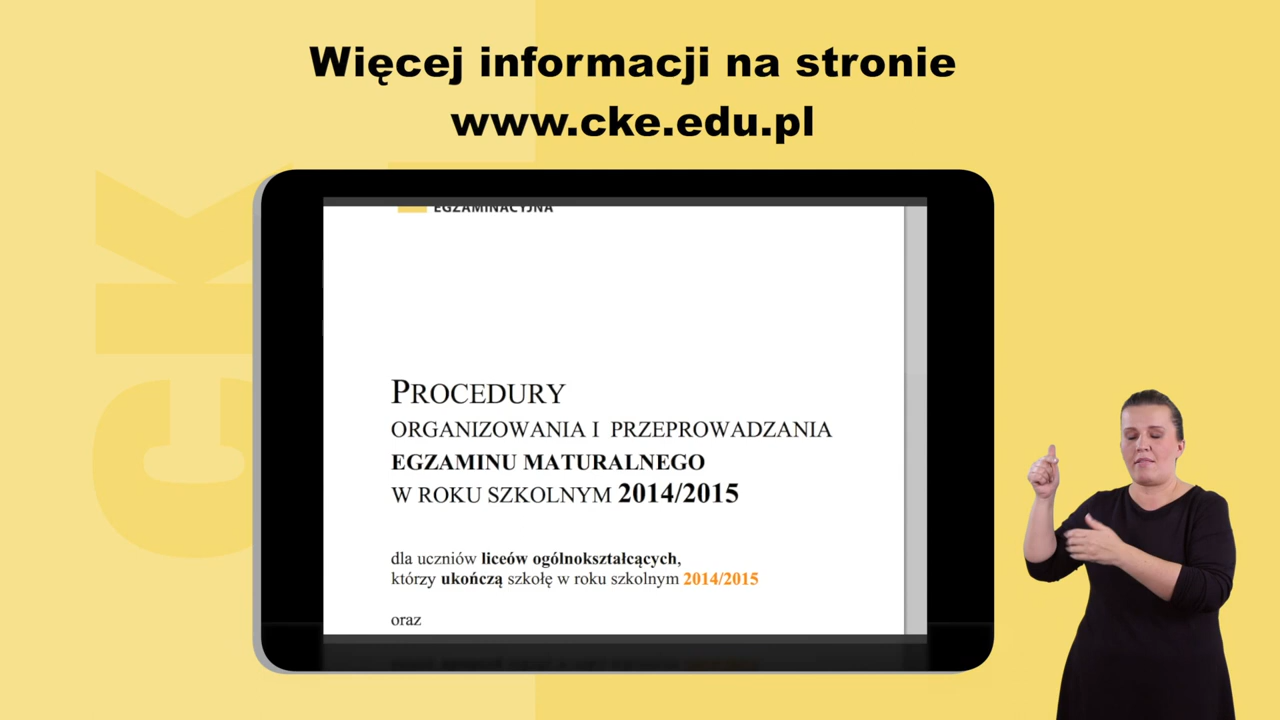 Więcej informacji na stronie
www.cke.edu.pl
CK
EGZAMINACYJNA
PROCEDURY
ORGANIZOWANIA I PRZEPROWADZANIA
EGZAMINU MATURALNEGO
W ROKU SZKOLNYM 2014/2015
dla uczniów liceów ogólnokształcących,
którzy ukończą szkołę w roku szkolnym 2014/2015
oraz